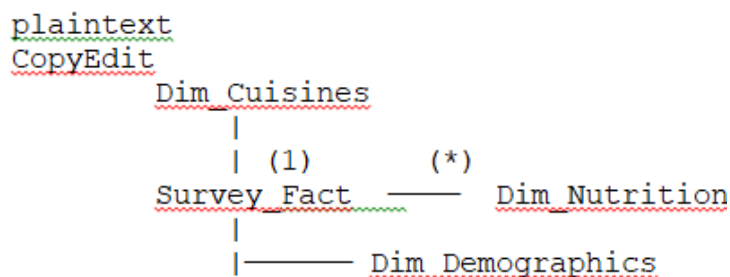 plaintext
CopyEdit
Dim_Cuisines
|
| (1) (*)
Survey_Fact ──── Dim_Nutrition
|
|────── Dim_Demographics